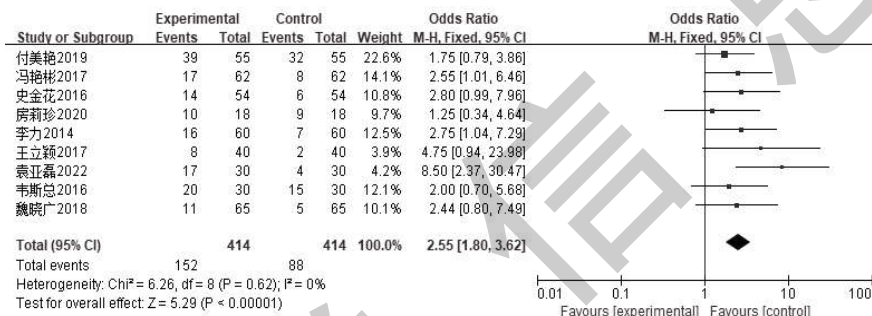 Experimental Control Odds Ratio Odds Ratio
Study or Subgroup Events Total Events Total Weight M-H, Fixed, 95% CI M-H, Fixed, 95% CI
付美艳2019 39 55 32 55 22.6% 1.75 [0.79, 3.86]
冯艳彬2017 17 62 8 62 14.1% 2.55 [1.01, 6.46]
史金花2016 14 54 6 54 10.8% 2.80 [0.99, 7.96]
房莉珍2020 10 18 9 18 9.7% 1.25 [0.34, 4.64]
李力2014 16 60 7 60 12.5% 2.75 [1.04, 7.29]
王立颖2017 8 40 2 40 3.9% 4.75 [0.94, 23.98]
袁亚磊2022 17 30 4 30 4.2% 8.50 [2.37, 30.47]
韦斯总2016 20 30 15 30 12.1% 2.00 [0.70, 5.68]
魏晓广2018 11 65 5 65 10.1% 2.44 [0.80, 7.49]
Total (95% CI) 414 414 100.0% 2.55 [1.80, 3.62]
Total events 152 88
Heterogeneity: Chi² = 6.26, df = 8 (P = 0.62); I² = 0%
Test for overall effect: Z = 5.29 (P < 0.00001)
0.01 0.1 1 10 100
Favours [experimental] Favours [control]
信